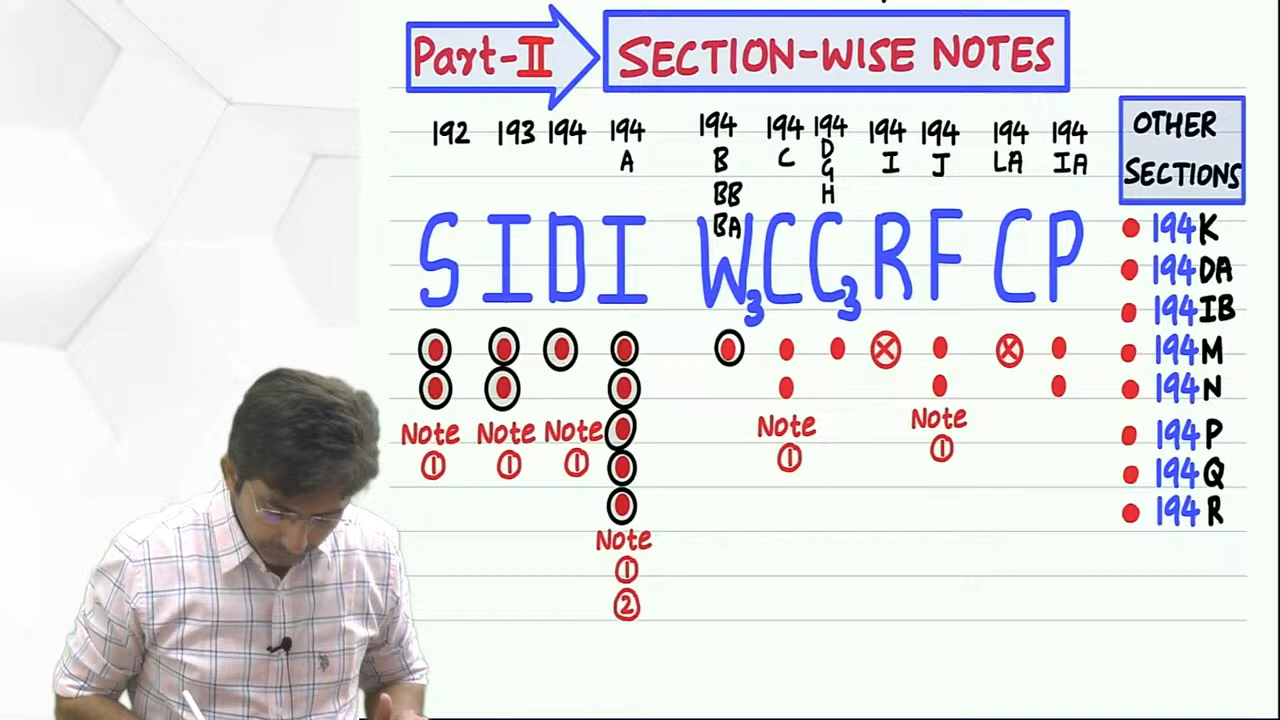 Part-II SECTION-WISE NOTES
192 193 194 194 A 194 B BB BA 194 C 194 D G H 194 I 194 J 194 LA 194 IA
S I D I W3 C C3 R F C P
Note 1
Note 1
Note 1
Note 1 2
Note 1
Note 1
OTHER
SECTIONS
194K
194DA
194IB
194M
194N
194P
194Q
194R